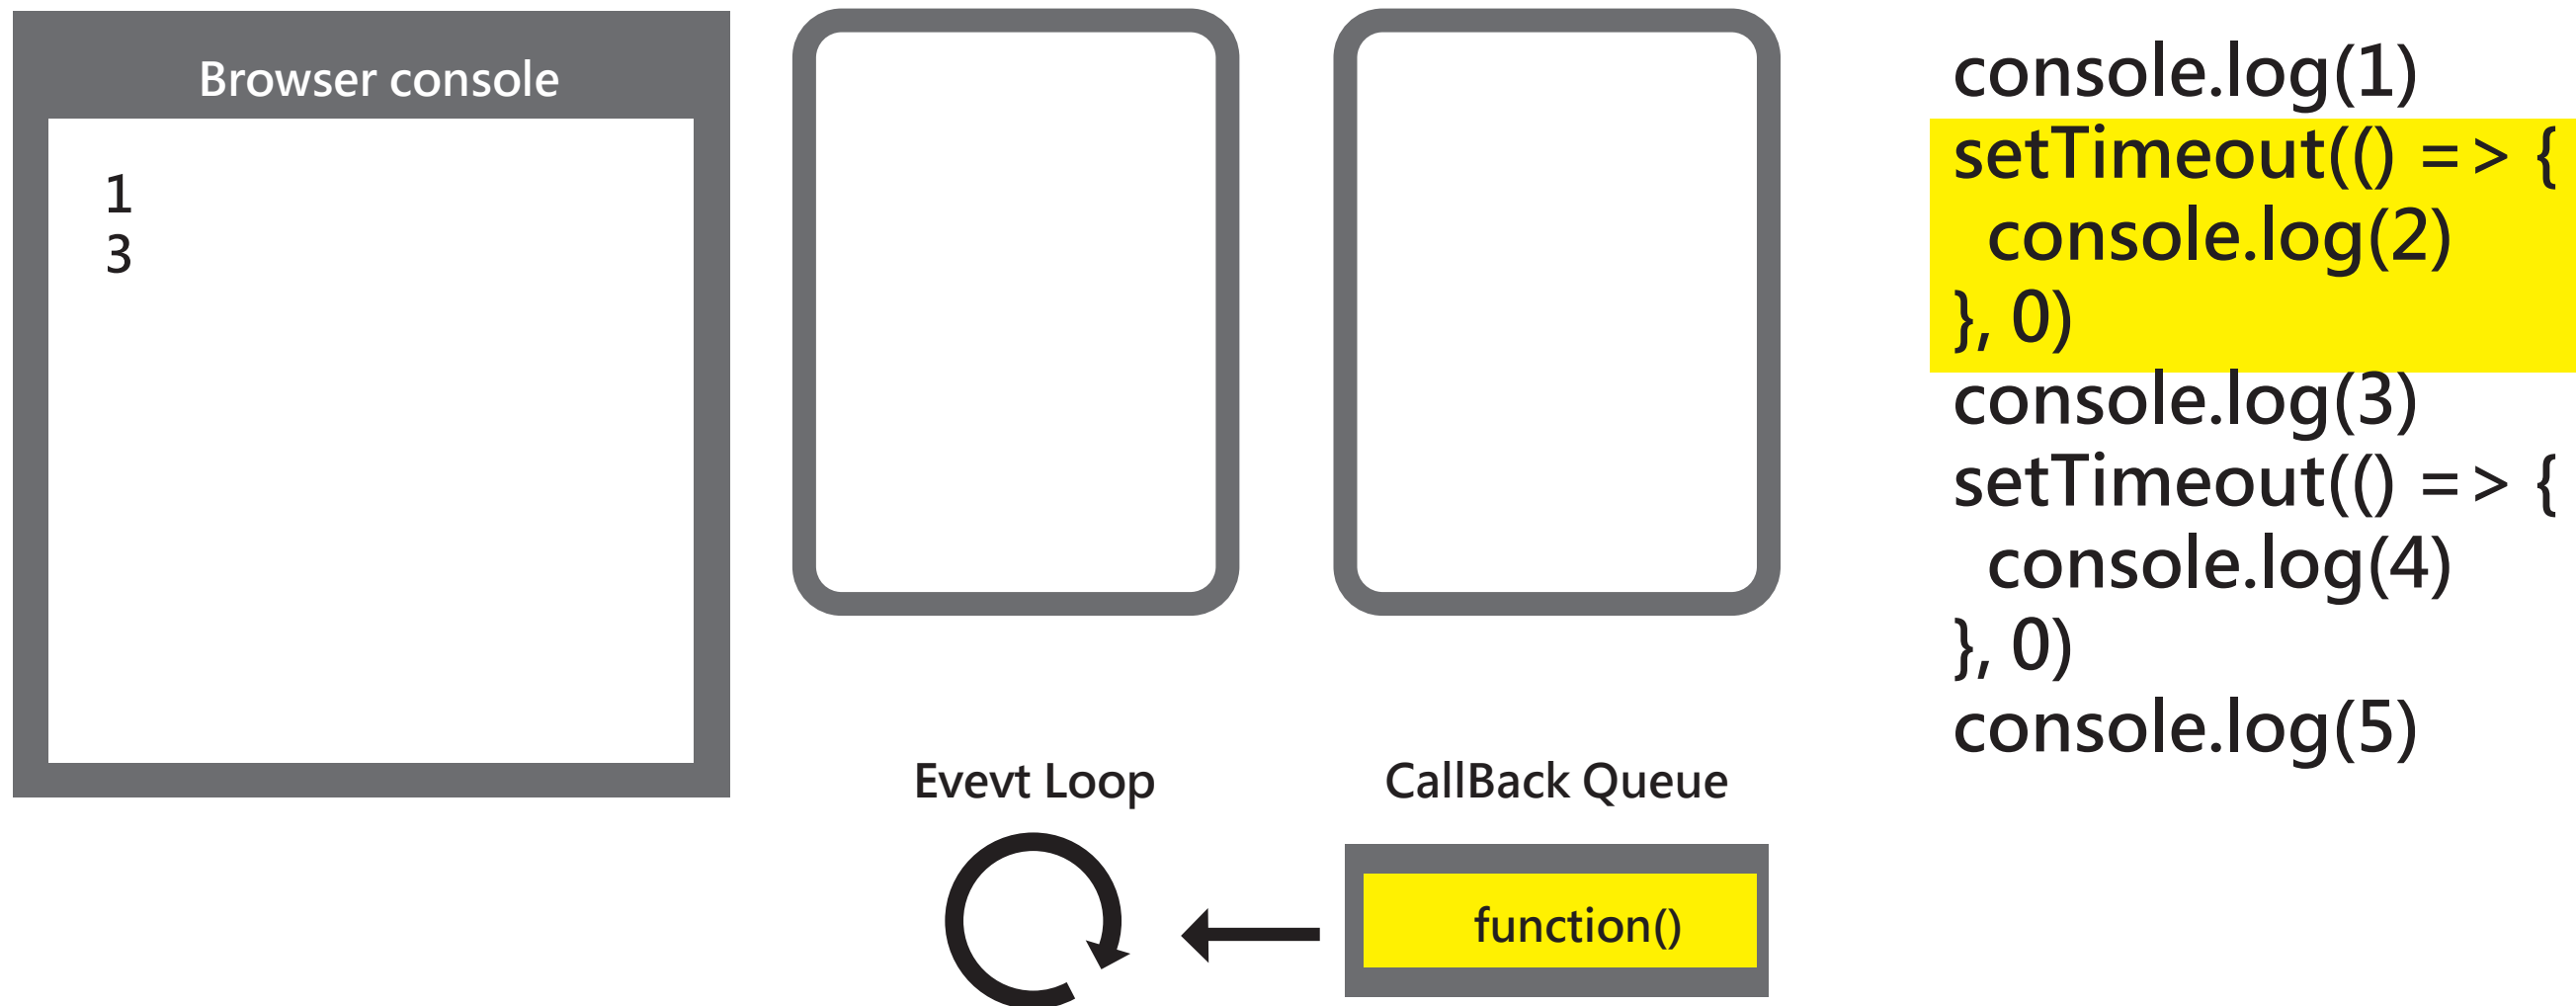 Browser console
1
3
Evevt Loop
CallBack Queue
function()
console.log(1)
setTimeout(() => {
  console.log(2)
}, 0)
console.log(3)
setTimeout(() => {
  console.log(4)
}, 0)
console.log(5)